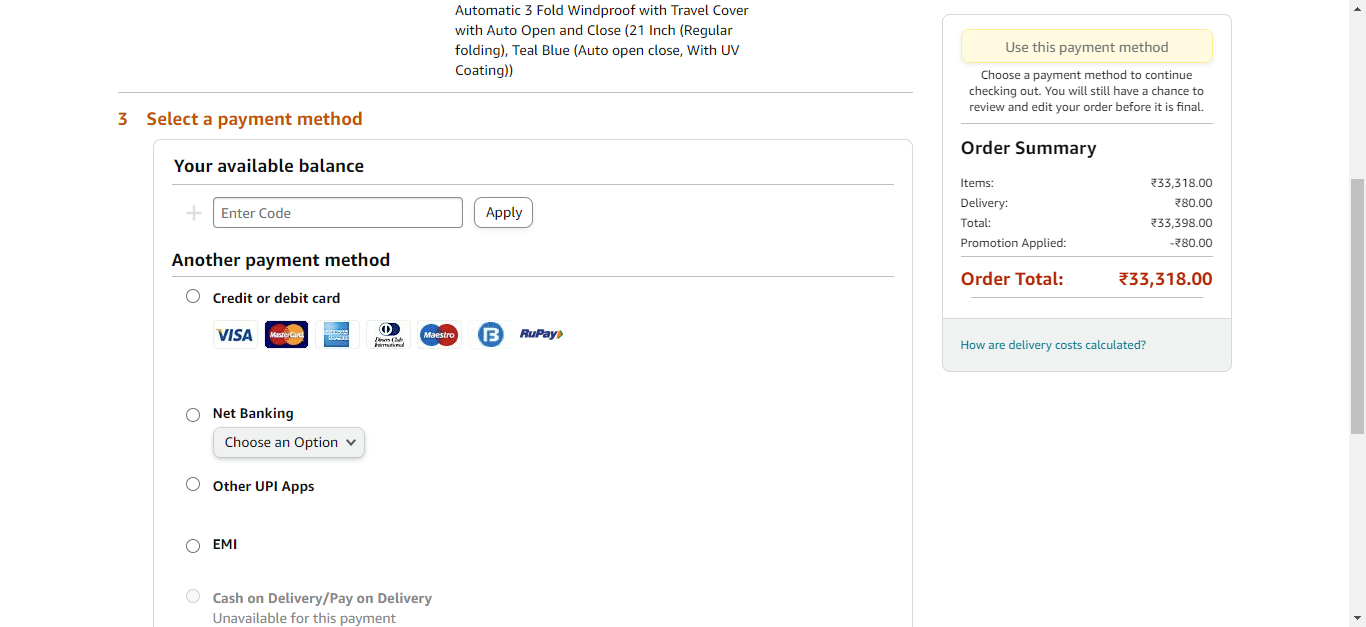 Automatic 3 Fold Windproof with Travel Cover
with Auto Open and Close (21 Inch (Regular
folding), Teal Blue (Auto open close, With UV
Coating))
3 Select a payment method
Your available balance
Enter Code
Apply
Another payment method
Credit or debit card
VISA
MasterCard
AMERICAN EXPRESS
Diners Club
International
Maestro
B
RuPay
Net Banking
Choose an Option
Other UPI Apps
EMI
Cash on Delivery/Pay on Delivery
Unavailable for this payment
Use this payment method
Choose a payment method to continue
checking out. You will still have a chance to
review and edit your order before it is final.
Order Summary
Items: ₹33,318.00
Delivery: ₹80.00
Total: ₹33,398.00
Promotion Applied: -₹80.00
Order Total: ₹33,318.00
How are delivery costs calculated?